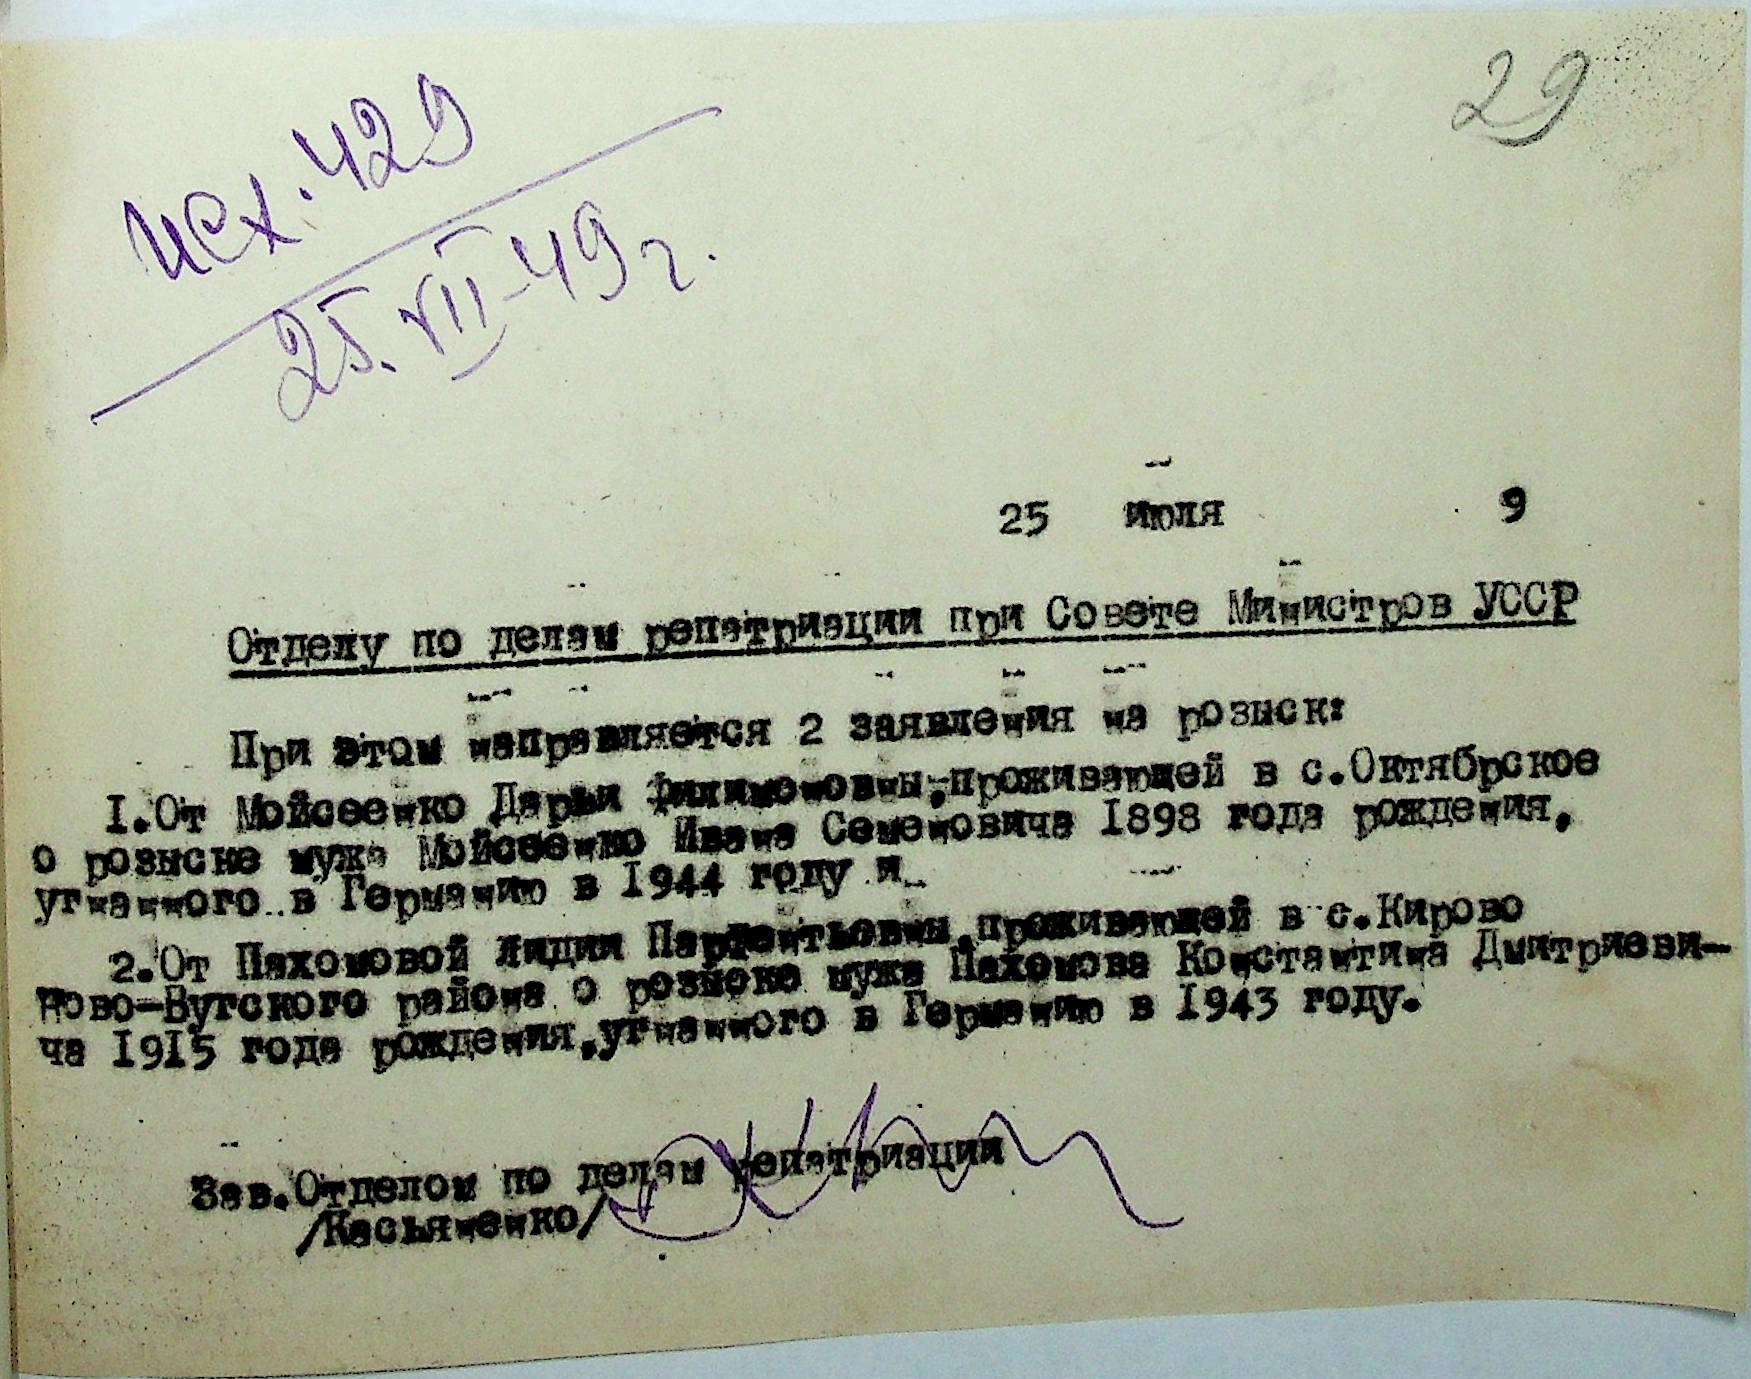 29
исх. 429
25. VII-49 г.
25 июля 9
Отделу по делам репатриации при Совете Министров УССР
При этом направляется 2 заявления на розыск:
1.От Мойсеенко Дарьи Филимоновны,проживающей в с.Октябрское
о розыске мужа Мойсеенко Ивана Семеновича 1898 года рождения,
угнанного в Германию в 1944 году и
2.От Пахомовой Лидии Парфентьевны,проживающей в с.Кирово
Ново-Бугского района о розыске мужа Пахомова Константина Дмитриеви-
ча 1915 года рождения,угнанного в Германию в 1943 году.
Зав.Отделом по делам репатриации
/Касьяненко/